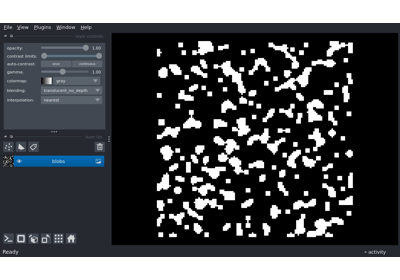 File View Plugins Window Help
opacity: 1.00
contrast limits:
auto-contrast: once continuous
gamma: 1.00
colormap: gray
blending: translucent_no_depth
interpolation: nearest
blobs
Ready
activity